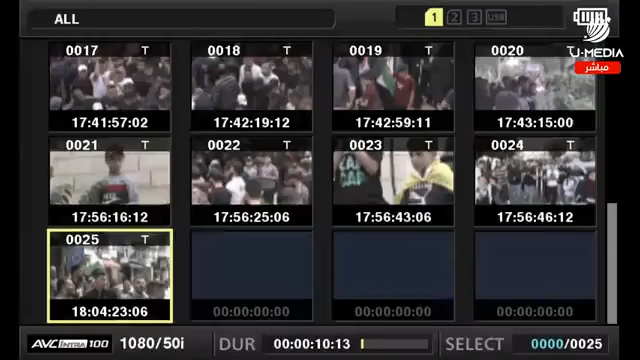 ALL
1 2 3 USB
U-MEDIA
مباشر
0017 T
0018 T
0019 T
0020 T
17:41:57:02
17:42:19:12
17:42:59:11
17:43:15:00
0021 T
0022 T
0023 T
0024 T
17:56:16:12
17:56:25:06
17:56:43:06
17:56:46:12
0025 T
18:04:23:06
00:00:00:00
00:00:00:00
00:00:00:00
AVC INTRA 100 1080/50i DUR 00:00:10:13 SELECT 0000/0025